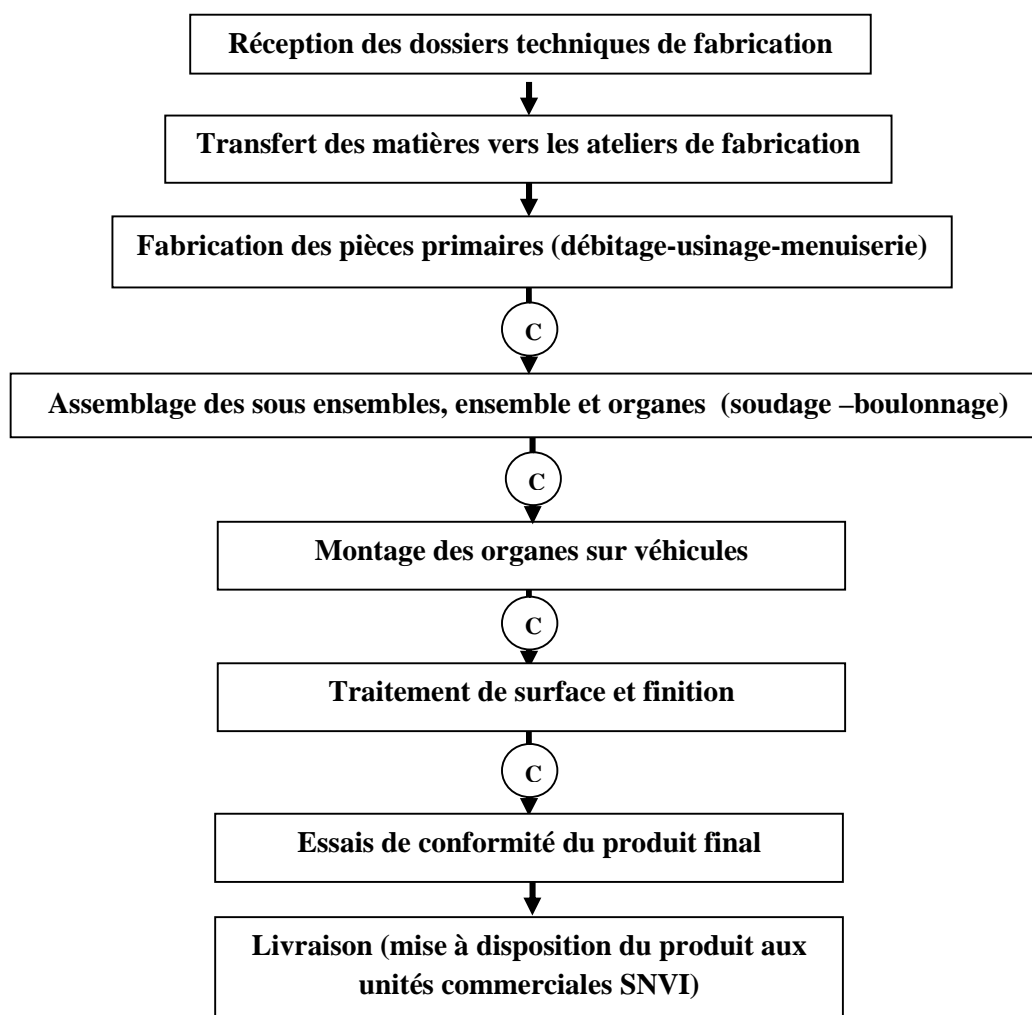 Réception des dossiers techniques de fabrication
Transfert des matières vers les ateliers de fabrication
Fabrication des pièces primaires (débitage-usinage-menuiserie)
C
Assemblage des sous ensembles, ensemble et organes (soudage –boulonnage)
C
Montage des organes sur véhicules
C
Traitement de surface et finition
C
Essais de conformité du produit final
Livraison (mise à disposition du produit aux
unités commerciales SNVI)